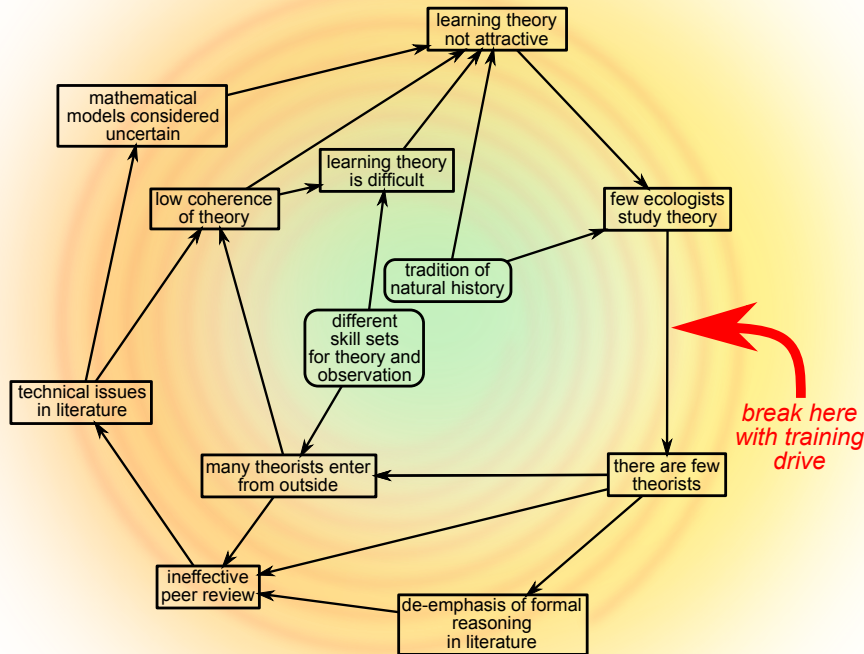 learning theory
not attractive
mathematical
models considered
uncertain
learning theory
is difficult
low coherence
of theory
few ecologists
study theory
tradition of
natural history
different
skill sets
for theory and
observation
technical issues
in literature
break here
with training
drive
many theorists enter
from outside
there are few
theorists
ineffective
peer review
de-emphasis of formal
reasoning
in literature